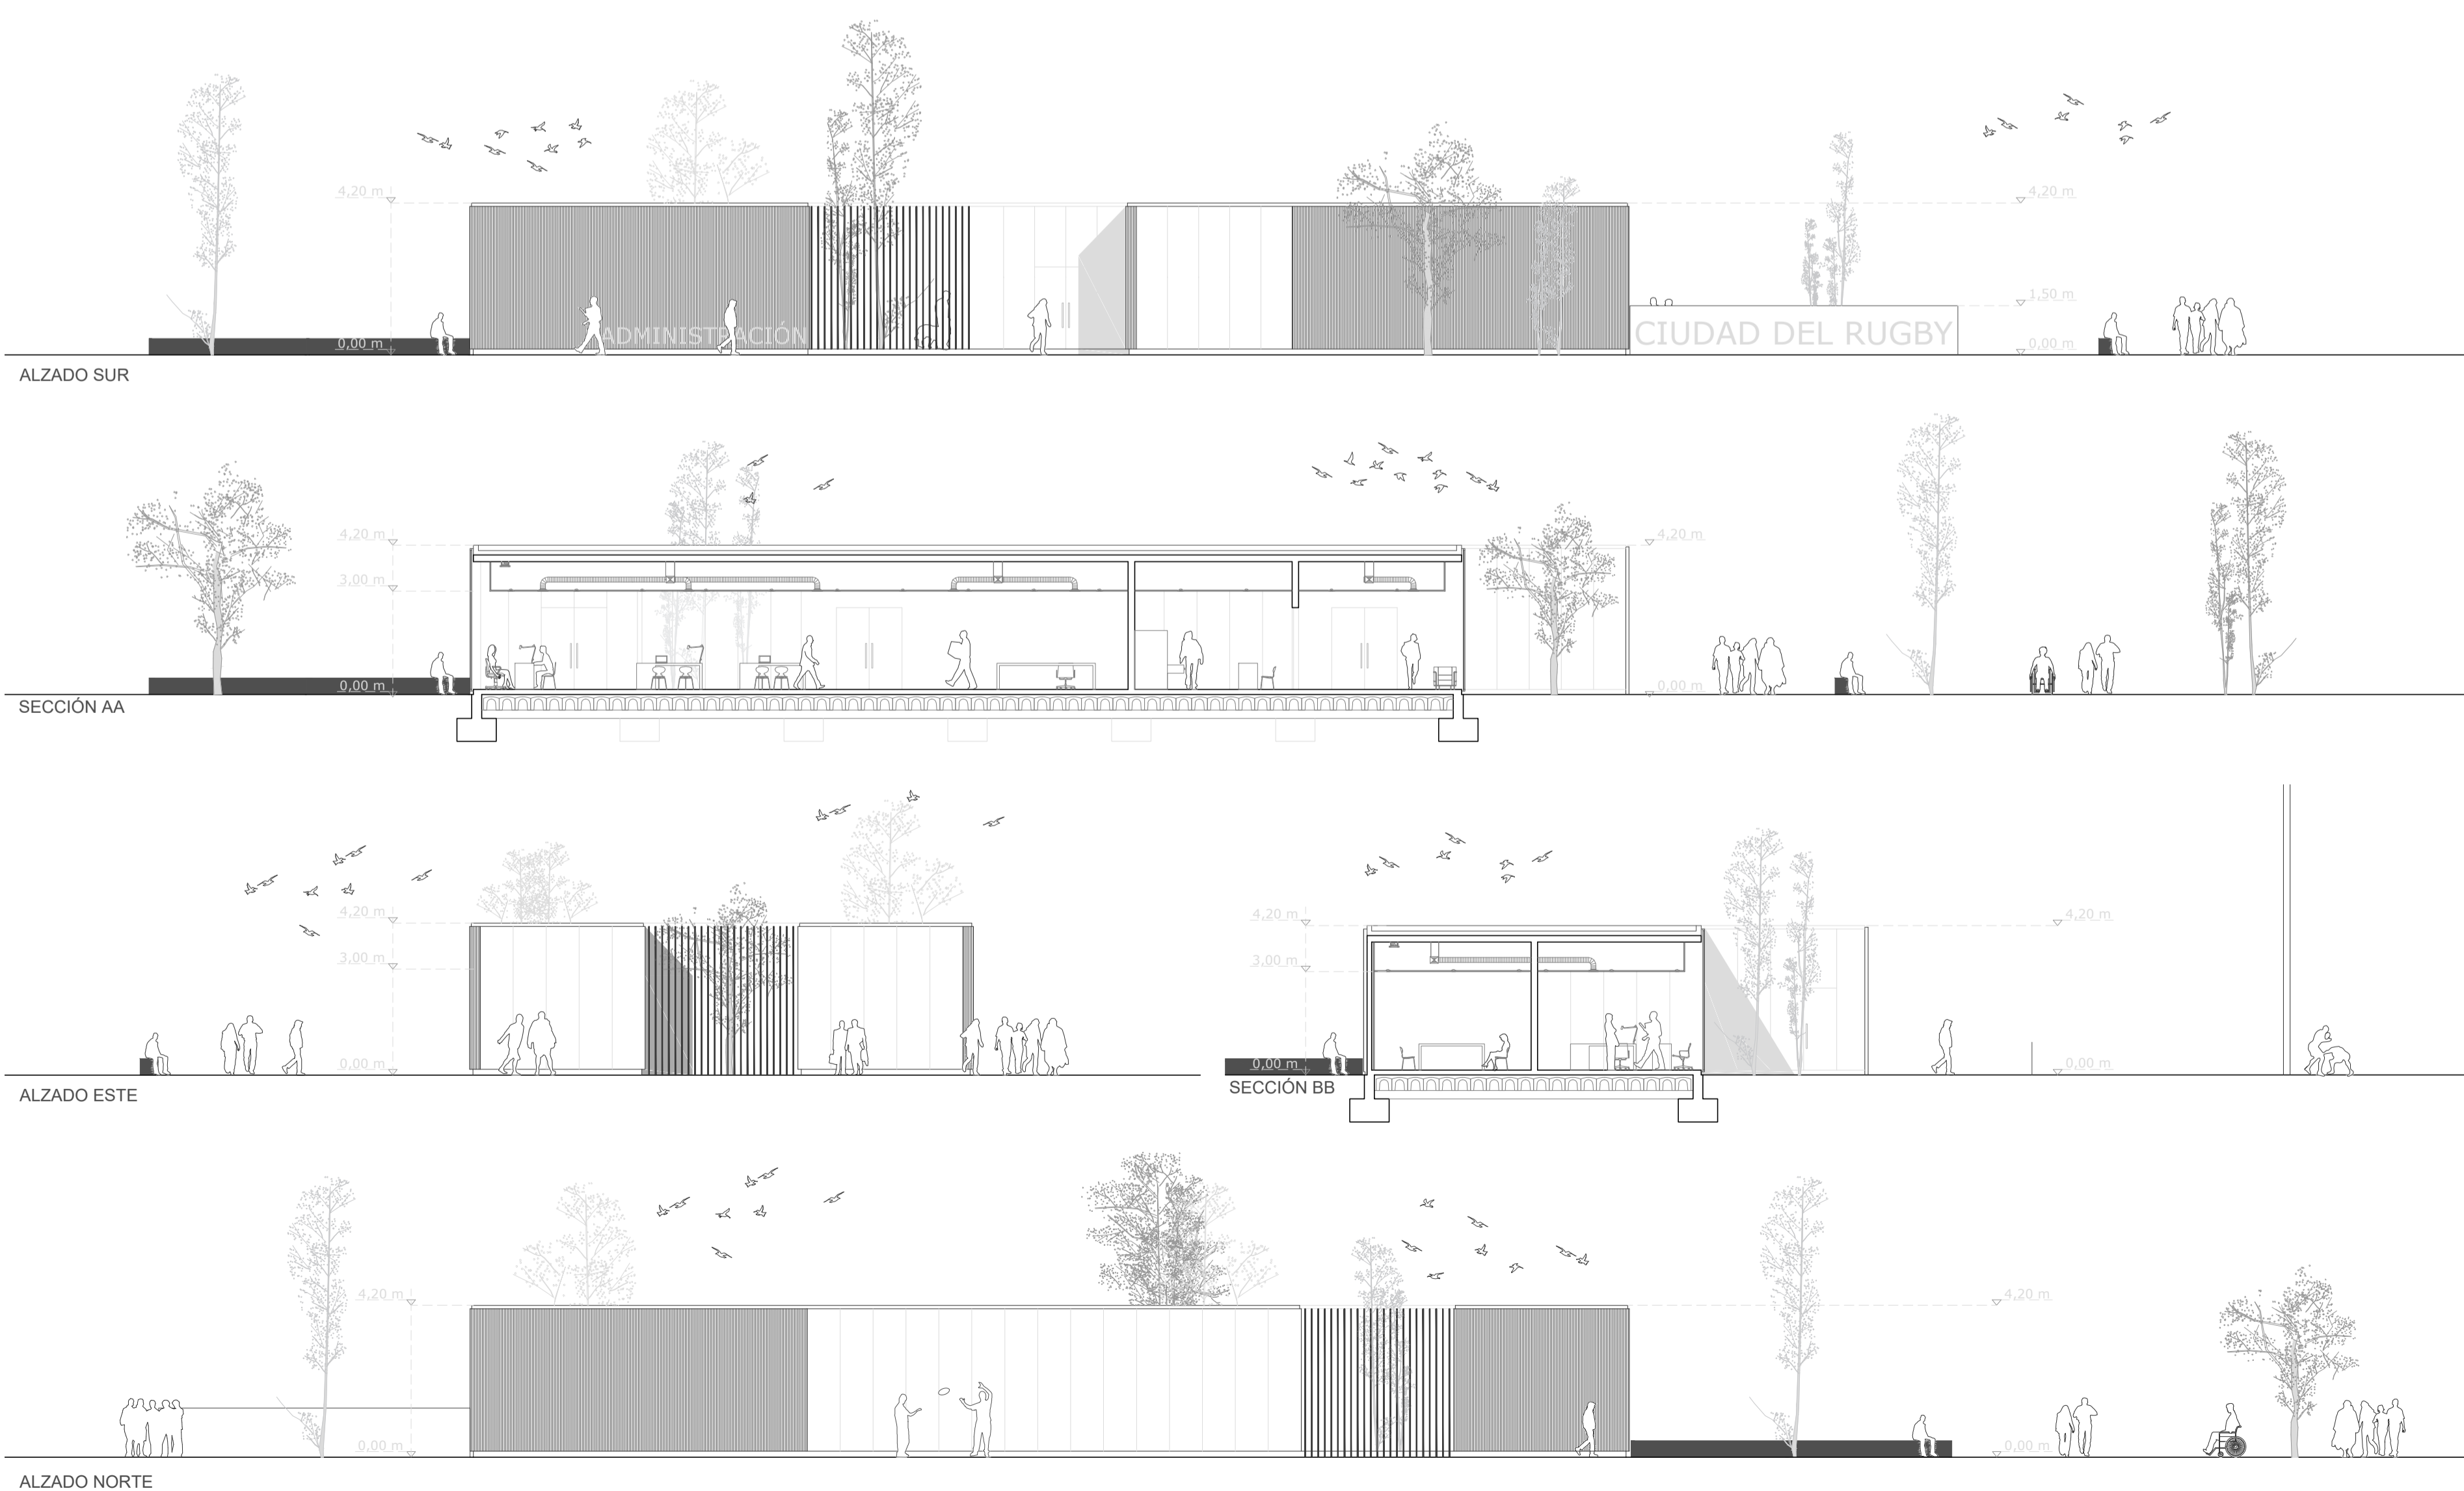 4,20 m
4,20 m
1,50 m
0,00 m
ADMINISTRACIÓN
CIUDAD DEL RUGBY
0,00 m
ALZADO SUR
4,20 m
4,20 m
3,00 m
0,00 m
0,00 m
SECCIÓN AA
4,20 m
3,00 m
0,00 m
ALZADO ESTE
4,20 m
4,20 m
3,00 m
0,00 m
0,00 m
SECCIÓN BB
4,20 m
4,20 m
0,00 m
0,00 m
ALZADO NORTE